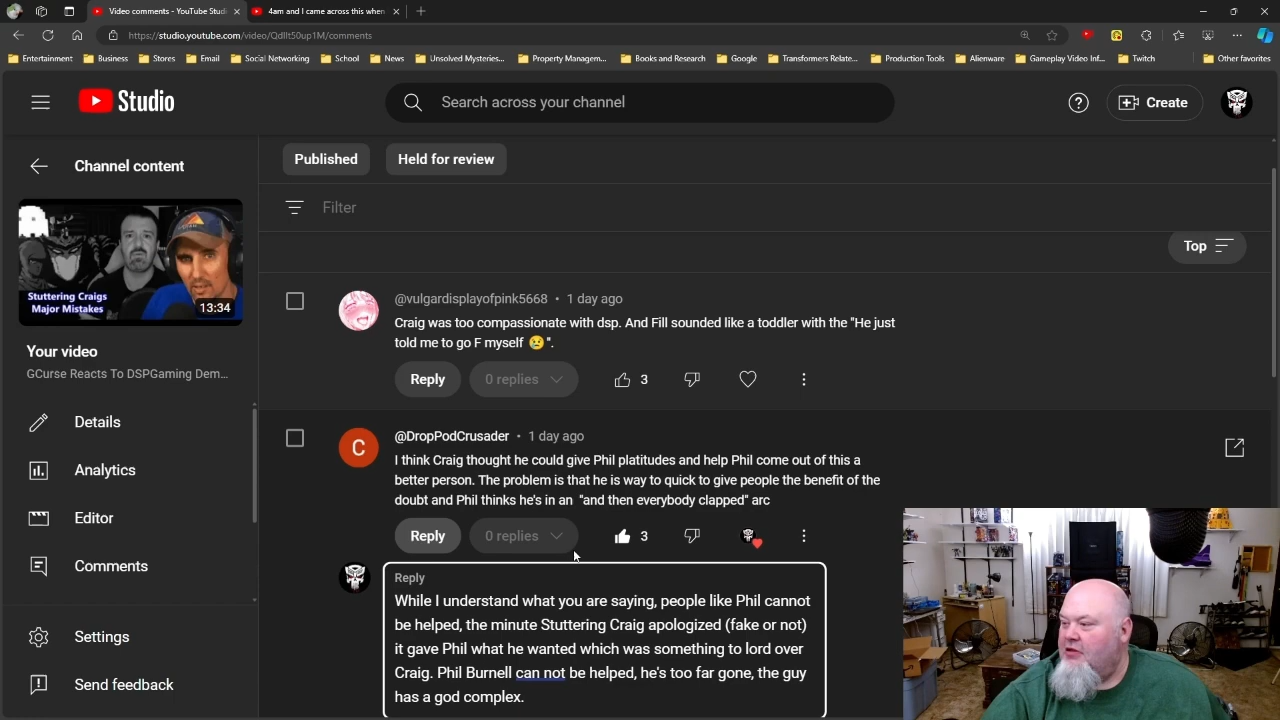 Video comments - YouTube Studi
4am and I came across this when
https://studio.youtube.com/video/QdIlt50up1M/comments
Entertainment
Business
Stores
Email
Social Networking
School
News
Unsolved Mysteries...
Property Managem...
Books and Research
Google
Transformers Relate...
Production Tools
Alienware
Gameplay Video Inf...
Twitch
Other favorites
Studio
Search across your channel
?
Create
Channel content
Published
Held for review
Filter
Top
Stuttering Craigs
Major Mistakes
13:34
Your video
GCurse Reacts To DSPGaming Dem...
Details
Analytics
Editor
Comments
Settings
Send feedback
@vulgardisplayofpink5668 • 1 day ago
Craig was too compassionate with dsp. And Fill sounded like a toddler with the "He just
told me to go F myself 😢 ".
Reply
0 replies
3
C
@DropPodCrusader • 1 day ago
I think Craig thought he could give Phil platitudes and help Phil come out of this a
better person. The problem is that he is way to quick to give people the benefit of the
doubt and Phil thinks he's in an "and then everybody clapped" arc
Reply
0 replies
3
Reply
While I understand what you are saying, people like Phil cannot
be helped, the minute Stuttering Craig apologized (fake or not)
it gave Phil what he wanted which was something to lord over
Craig. Phil Burnell can not be helped, he's too far gone, the guy
has a god complex.